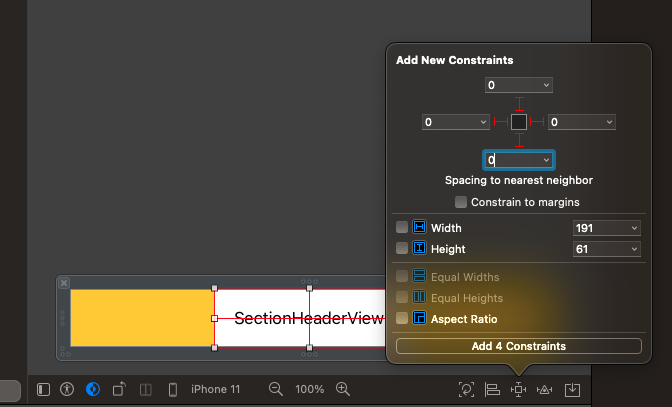 Add New Constraints
0
0
0
0
Spacing to nearest neighbor
Constrain to margins
Width 191
Height 61
Equal Widths
Equal Heights
Aspect Ratio
SectionHeaderView
Add 4 Constraints
iPhone 11
100%